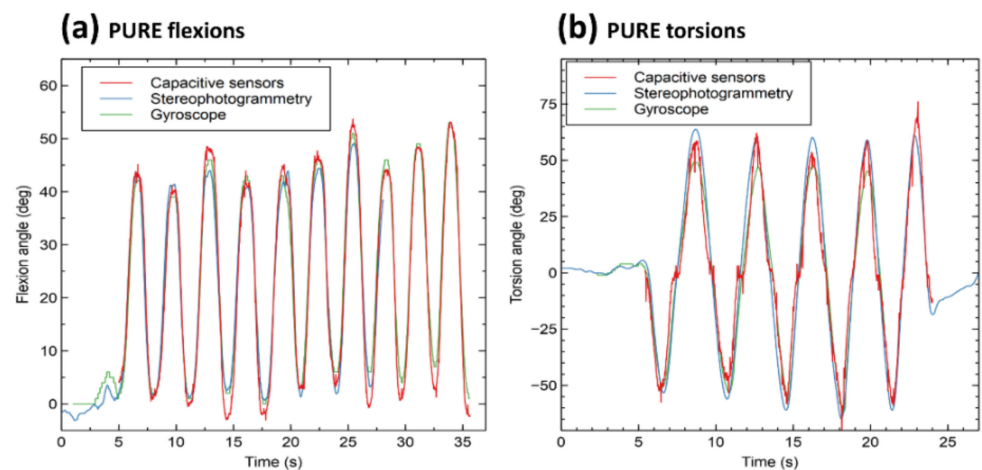 (a) PURE flexions
Capacitive sensors
Stereophotogrammetry
Gyroscope
Flexion angle (deg)
60
50
40
30
20
10
0
0 5 10 15 20 25 30 35
Time (s)
(b) PURE torsions
Capacitive sensors
Stereophotogrammetry
Gyroscope
Torsion angle (deg)
75
50
25
0
−25
−50
0 5 10 15 20 25
Time (s)